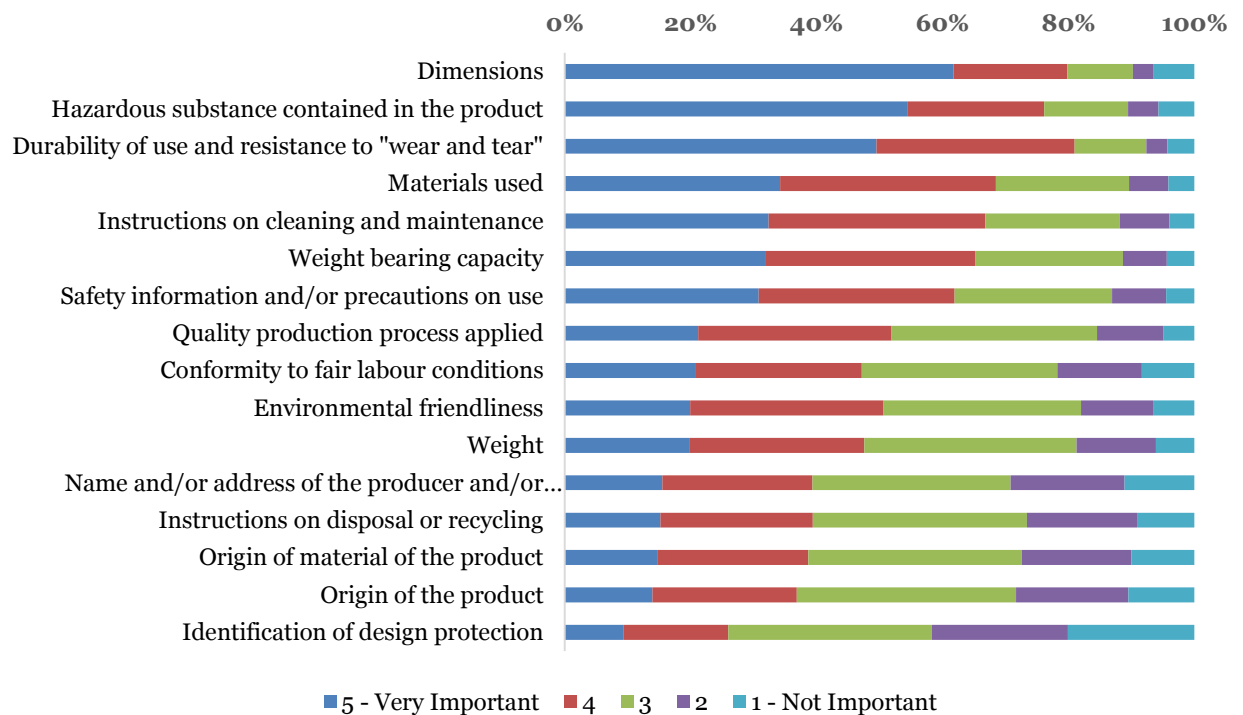 0% 20% 40% 60% 80% 100%
Dimensions
Hazardous substance contained in the product
Durability of use and resistance to "wear and tear"
Materials used
Instructions on cleaning and maintenance
Weight bearing capacity
Safety information and/or precautions on use
Quality production process applied
Conformity to fair labour conditions
Environmental friendliness
Weight
Name and/or address of the producer and/or...
Instructions on disposal or recycling
Origin of material of the product
Origin of the product
Identification of design protection
5 - Very Important 4 3 2 1 - Not Important